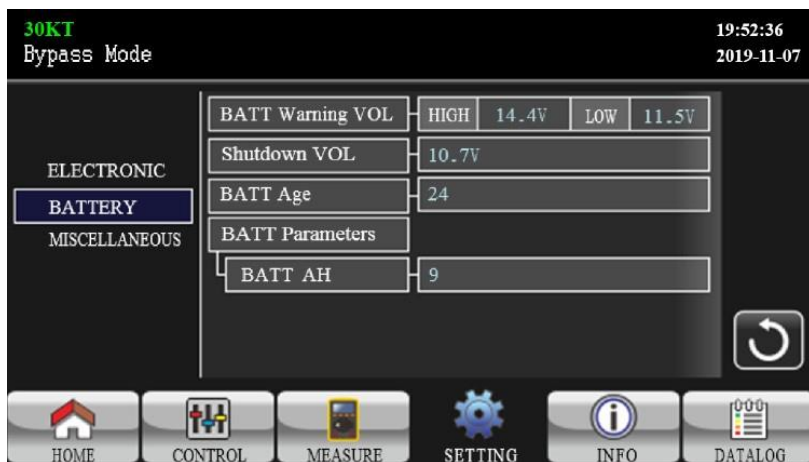 30KT
19:52:36
Bypass Mode
2019-11-07
BATT Warning VOL HIGH 14.4V LOW 11.5V
Shutdown VOL 10.7V
ELECTRONIC
BATT Age 24
BATTERY
BATT Parameters
MISCELLANEOUS
BATT AH 9
HOME CONTROL MEASURE SETTING INFO DATALOG